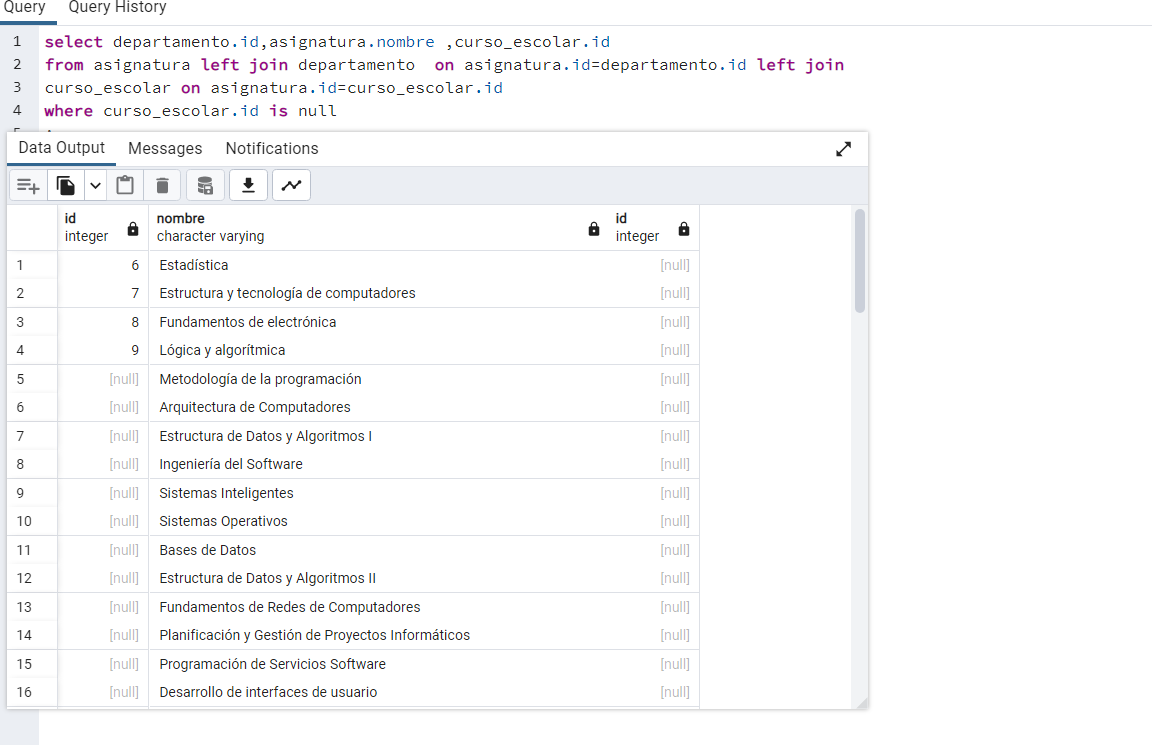 Query Query History
1 select departamento.id,asignatura.nombre ,curso_escolar.id
2 from asignatura left join departamento  on asignatura.id=departamento.id left join
3 curso_escolar on asignatura.id=curso_escolar.id
4 where curso_escolar.id is null
Data Output Messages Notifications
id nombre id
integer character varying integer
1 6 Estadística [null]
2 7 Estructura y tecnología de computadores [null]
3 8 Fundamentos de electrónica [null]
4 9 Lógica y algorítmica [null]
5 [null] Metodología de la programación [null]
6 [null] Arquitectura de Computadores [null]
7 [null] Estructura de Datos y Algoritmos I [null]
8 [null] Ingeniería del Software [null]
9 [null] Sistemas Inteligentes [null]
10 [null] Sistemas Operativos [null]
11 [null] Bases de Datos [null]
12 [null] Estructura de Datos y Algoritmos II [null]
13 [null] Fundamentos de Redes de Computadores [null]
14 [null] Planificación y Gestión de Proyectos Informáticos [null]
15 [null] Programación de Servicios Software [null]
16 [null] Desarrollo de interfaces de usuario [null]